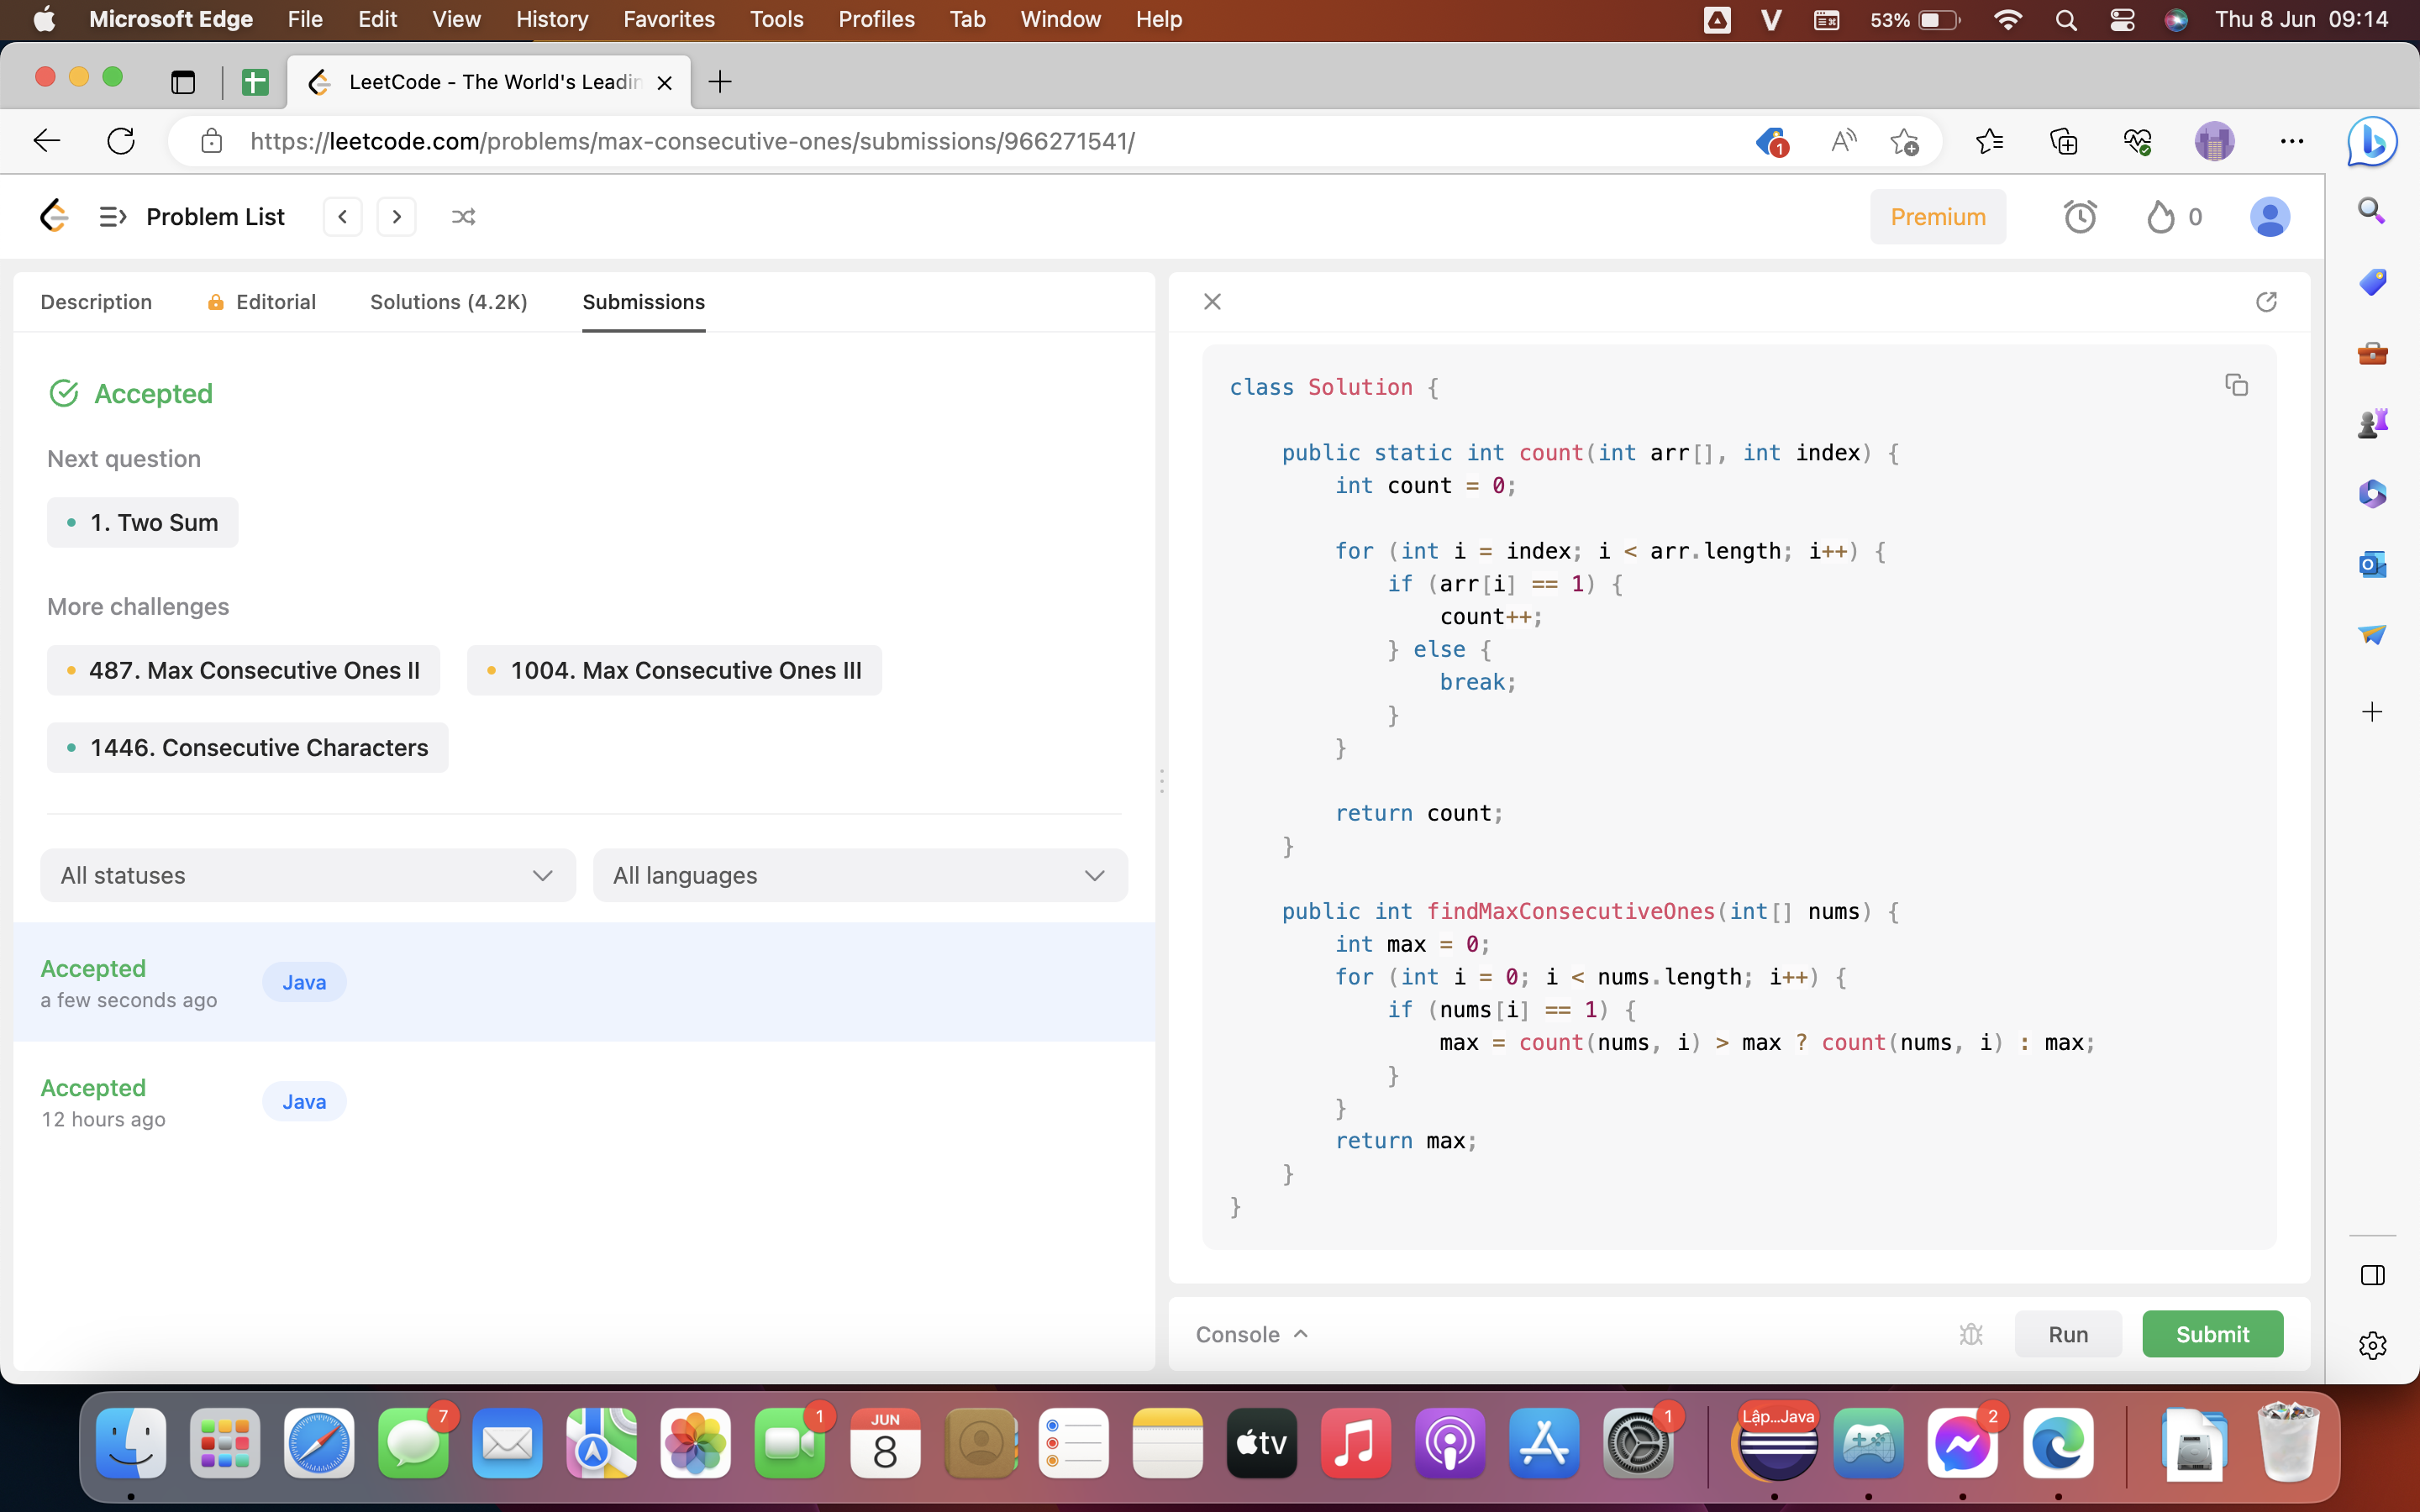 Microsoft Edge File Edit View History Favorites Tools Profiles Tab Window Help 53% Thu 8 Jun 09:14
LeetCode - The World's Leadin
https://leetcode.com/problems/max-consecutive-ones/submissions/966271541/
1
Problem List
Premium
0
Description Editorial Solutions (4.2K) Submissions
Accepted
Next question
1. Two Sum
More challenges
487. Max Consecutive Ones II
1004. Max Consecutive Ones III
1446. Consecutive Characters
All statuses
All languages
Accepted
a few seconds ago
Java
Accepted
12 hours ago
Java
class Solution {
public static int count(int arr[], int index) {
int count = 0;
for (int i = index; i < arr.length; i++) {
if (arr[i] == 1) {
count++;
} else {
break;
}
}
return count;
}
public int findMaxConsecutiveOnes(int[] nums) {
int max = 0;
for (int i = 0; i < nums.length; i++) {
if (nums[i] == 1) {
max = count(nums, i) > max ? count(nums, i) : max;
}
}
return max;
}
}
Console
Run
Submit
7
1
JUN
8
tv
1
Lập...Java
2